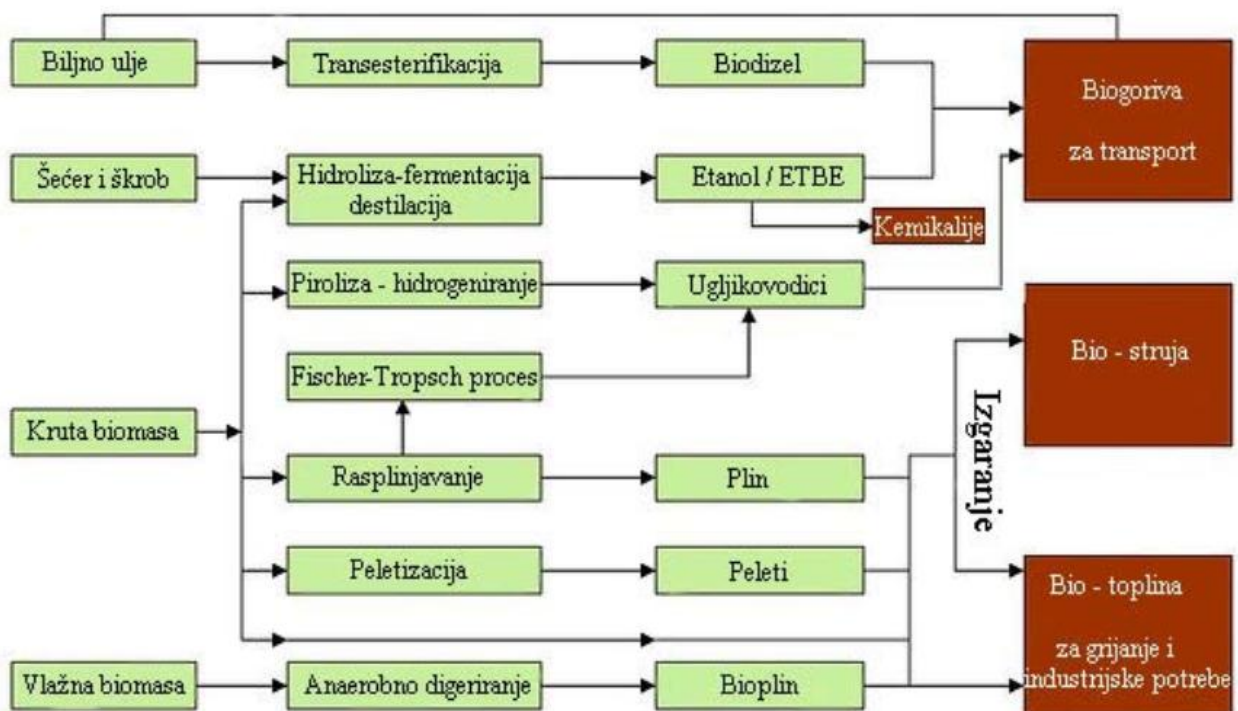 Biljno ulje
Transesterifikacija
Biodizel
Biogoriva
za transport
Šećer i škrob
Hidroliza-fermentacija
destilacija
Etanol / ETBE
Kemikalije
Piroliza - hidrogeniranje
Ugljikovodici
Bio - struja
Fischer-Tropsch proces
Izgaranje
Kruta biomasa
Rasplinjavanje
Plin
Peletizacija
Peleti
Bio - toplina
za grijanje i
industrijske potrebe
Vlažna biomasa
Anaerobno digeriranje
Bioplin